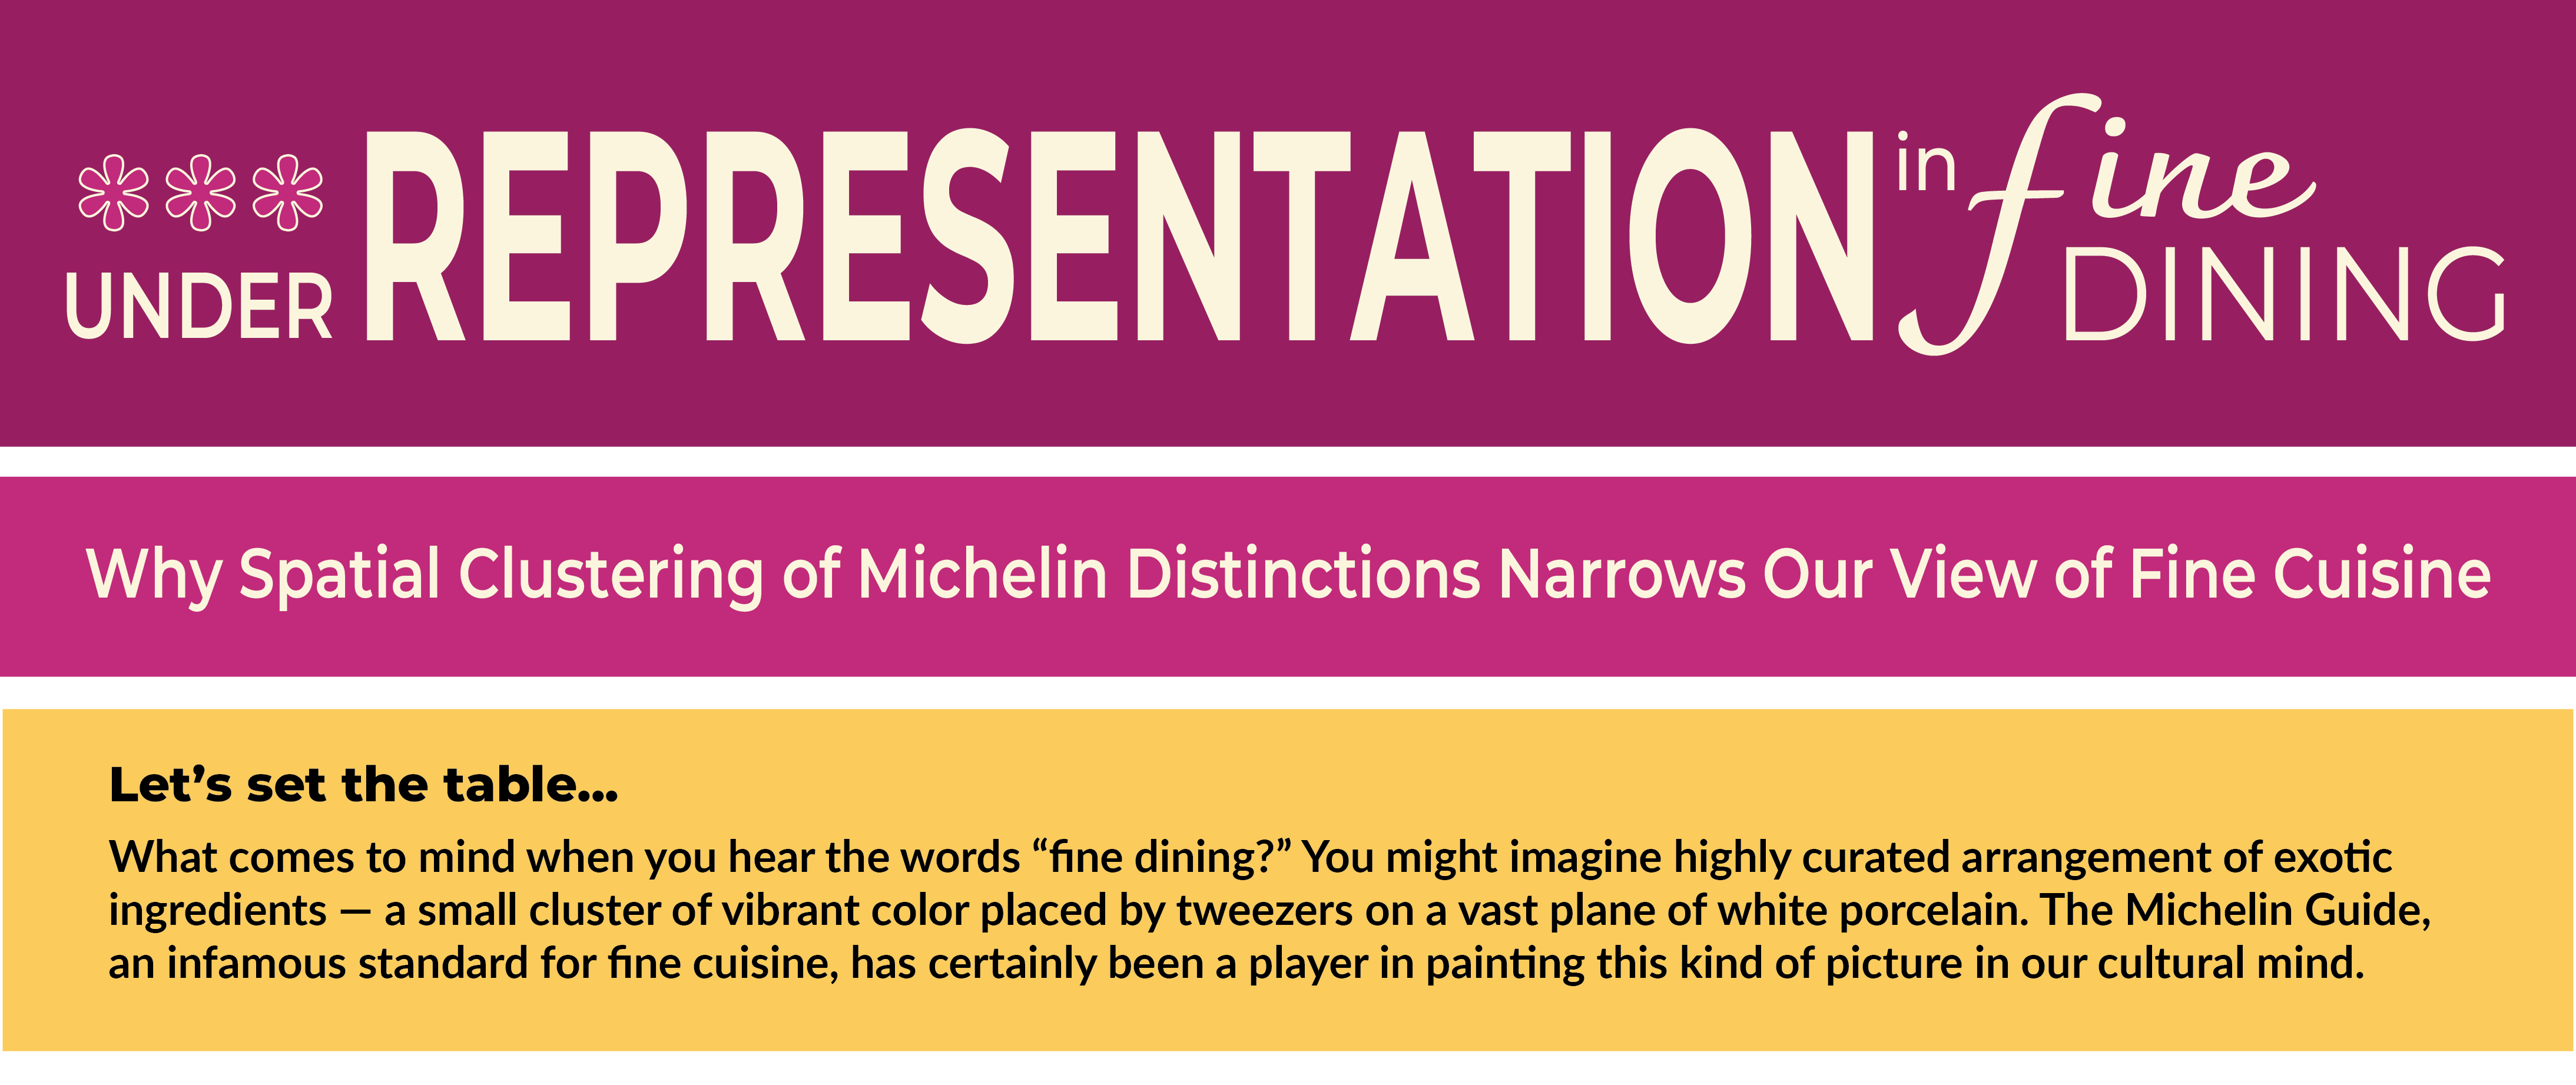 UNDER REPRESENTATION in fine DINING
Why Spatial Clustering of Michelin Distinctions Narrows Our View of Fine Cuisine
Let’s set the table...
What comes to mind when you hear the words “fine dining?” You might imagine highly curated arrangement of exotic
ingredients — a small cluster of vibrant color placed by tweezers on a vast plane of white porcelain. The Michelin Guide,
an infamous standard for fine cuisine, has certainly been a player in painting this kind of picture in our cultural mind.